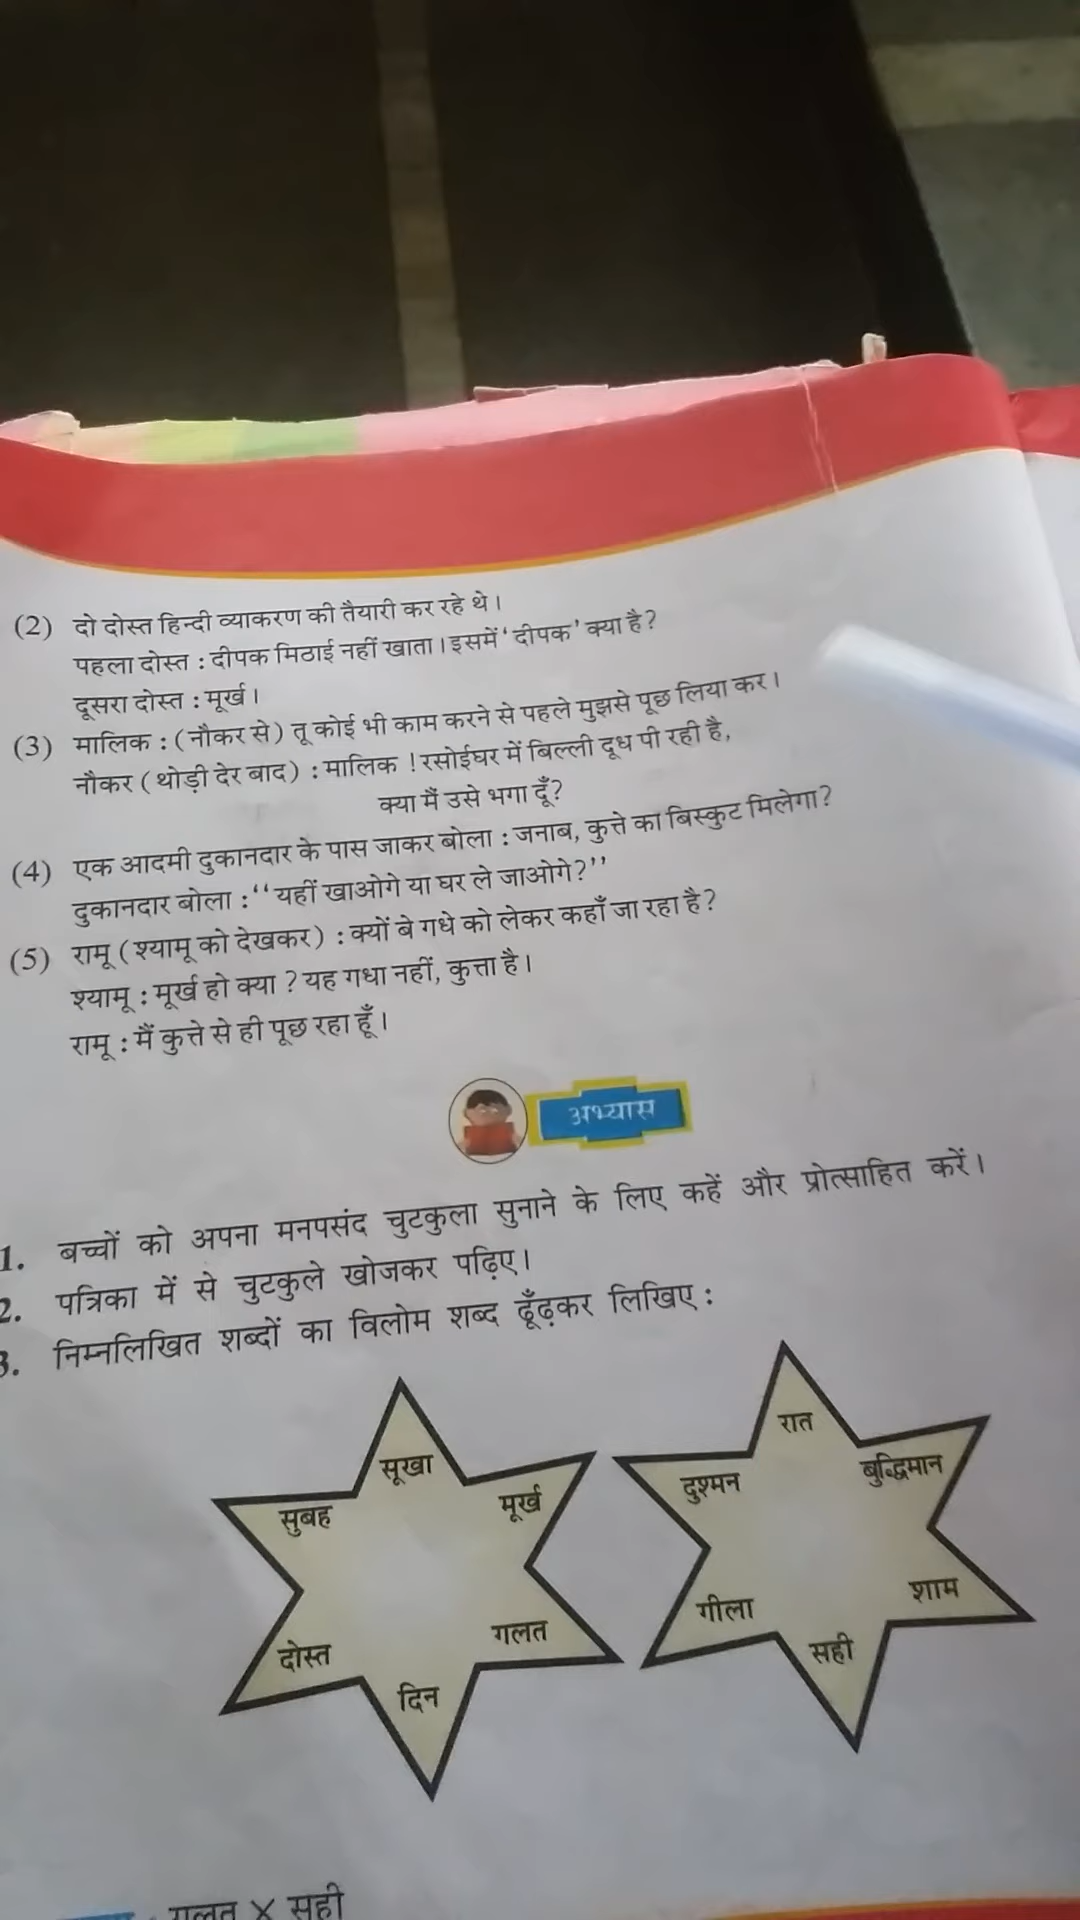 (2) दो दोस्त हिन्दी व्याकरण की तैयारी कर रहे थे।
पहला दोस्त : दीपक मिठाई नहीं खाता। इसमें ‘दीपक’ क्या है?
दूसरा दोस्त : मूर्ख।
(3) मालिक : (नौकर से) तू कोई भी काम करने से पहले मुझसे पूछ लिया कर।
नौकर (थोड़ी देर बाद) : मालिक ! रसोईघर में बिल्ली दूध पी रही है,
क्या मैं उसे भगा दूँ?
(4) एक आदमी दुकानदार के पास जाकर बोला : जनाब, कुत्ते का बिस्कुट मिलेगा?
दुकानदार बोला : “यहीं खाओगे या घर ले जाओगे?”
(5) रामू (श्यामू को देखकर) : क्यों बे गधे को लेकर कहाँ जा रहा है?
श्यामू : मूर्ख हो क्या ? यह गधा नहीं, कुत्ता है।
रामू : मैं कुत्ते से ही पूछ रहा हूँ।
अभ्यास
1. बच्चों को अपना मनपसंद चुटकुला सुनाने के लिए कहें और प्रोत्साहित करें।
2. पत्रिका में से चुटकुले खोजकर पढ़िए।
3. निम्नलिखित शब्दों का विलोम शब्द ढूँढ़कर लिखिए :
सूखा
सुबह
मूर्ख
दोस्त
गलत
दिन
रात
दुश्मन
बुद्धिमान
गीला
शाम
सही
: गलत × सही